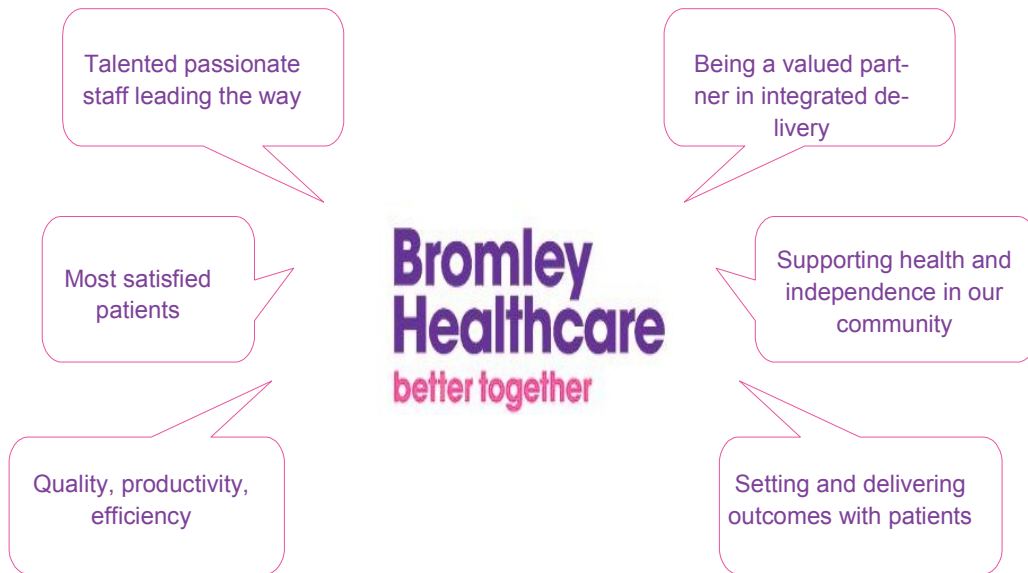 Talented passionate
staff leading the way
Being a valued part-
ner in integrated de-
livery
Most satisfied
patients
Bromley
Healthcare
better together
Supporting health and
independence in our
community
Quality, productivity,
efficiency
Setting and delivering
outcomes with patients